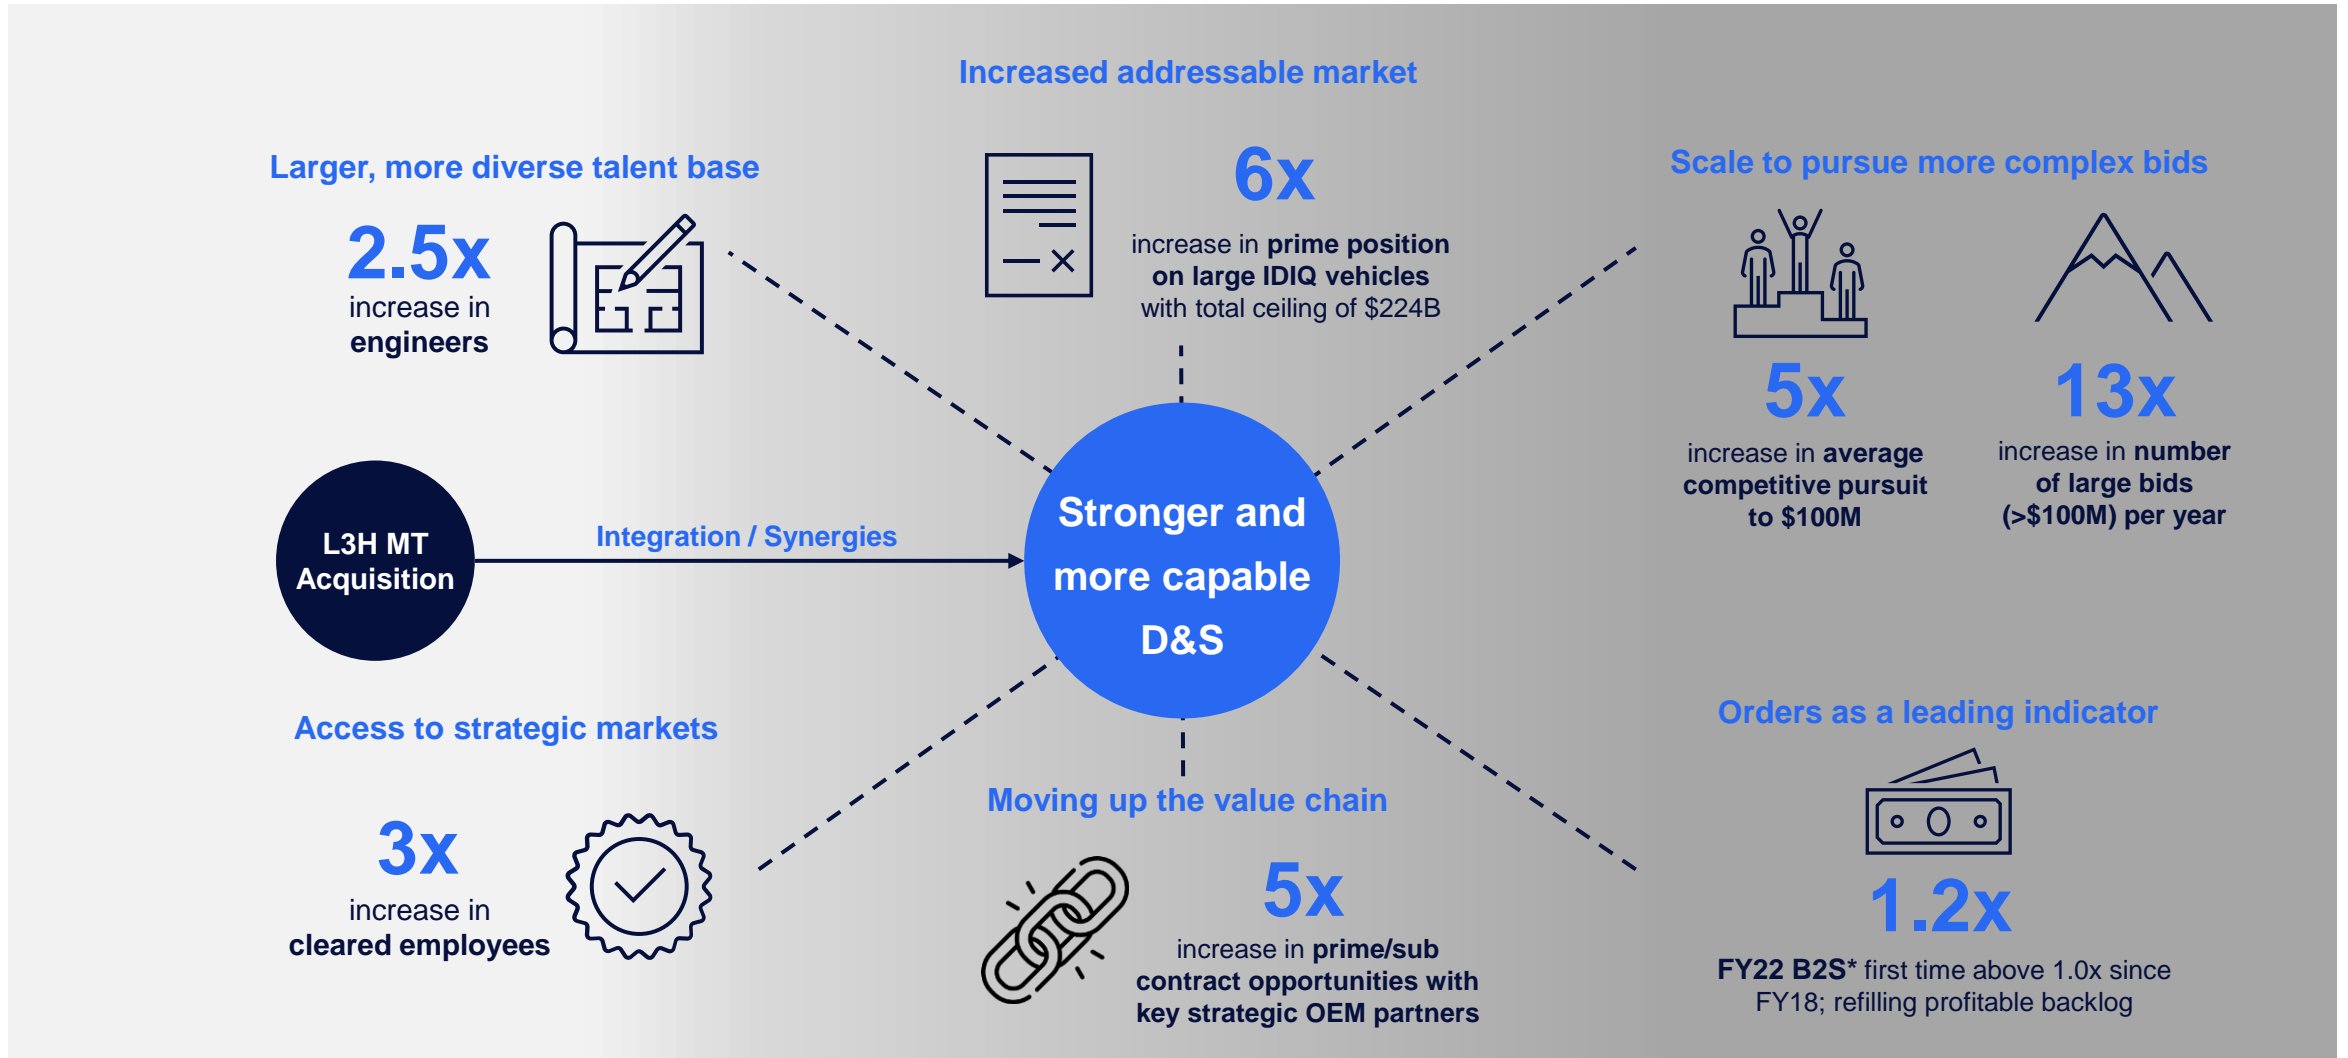 Increased addressable market
6x
increase in prime position
on large IDIQ vehicles
with total ceiling of $224B
Larger, more diverse talent base
2.5x
increase in
engineers
Scale to pursue more complex bids
5x
increase in average
competitive pursuit
to $100M
13x
increase in number
of large bids
(>$100M) per year
L3H MT
Acquisition
Integration / Synergies
Stronger and
more capable
D&S
Access to strategic markets
3x
increase in
cleared employees
Moving up the value chain
5x
increase in prime/sub
contract opportunities with
key strategic OEM partners
Orders as a leading indicator
1.2x
FY22 B2S* first time above 1.0x since
FY18; refilling profitable backlog